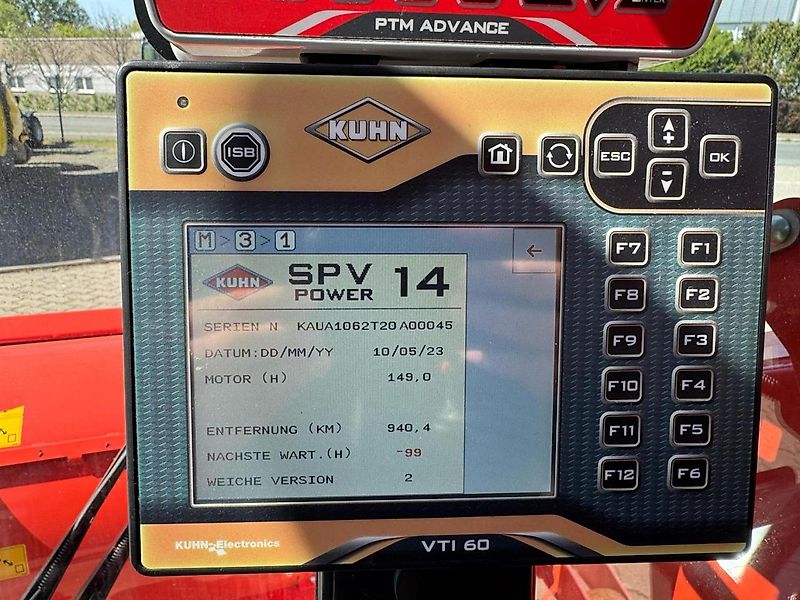 PTM ADVANCE
ISB
KUHN
ESC
OK
M > 3 > 1
KUHN
SPV POWER 14
SERIEN N KAUA1062T20A00045
DATUM:DD/MM/YY 10/05/23
MOTOR (H) 149,0
ENTFERNUNG (KM) 940,4
NACHSTE WART.(H) -99
WEICHE VERSION 2
F7 F1
F8 F2
F9 F3
F10 F4
F11 F5
F12 F6
KUHN Electronics
VTI 60